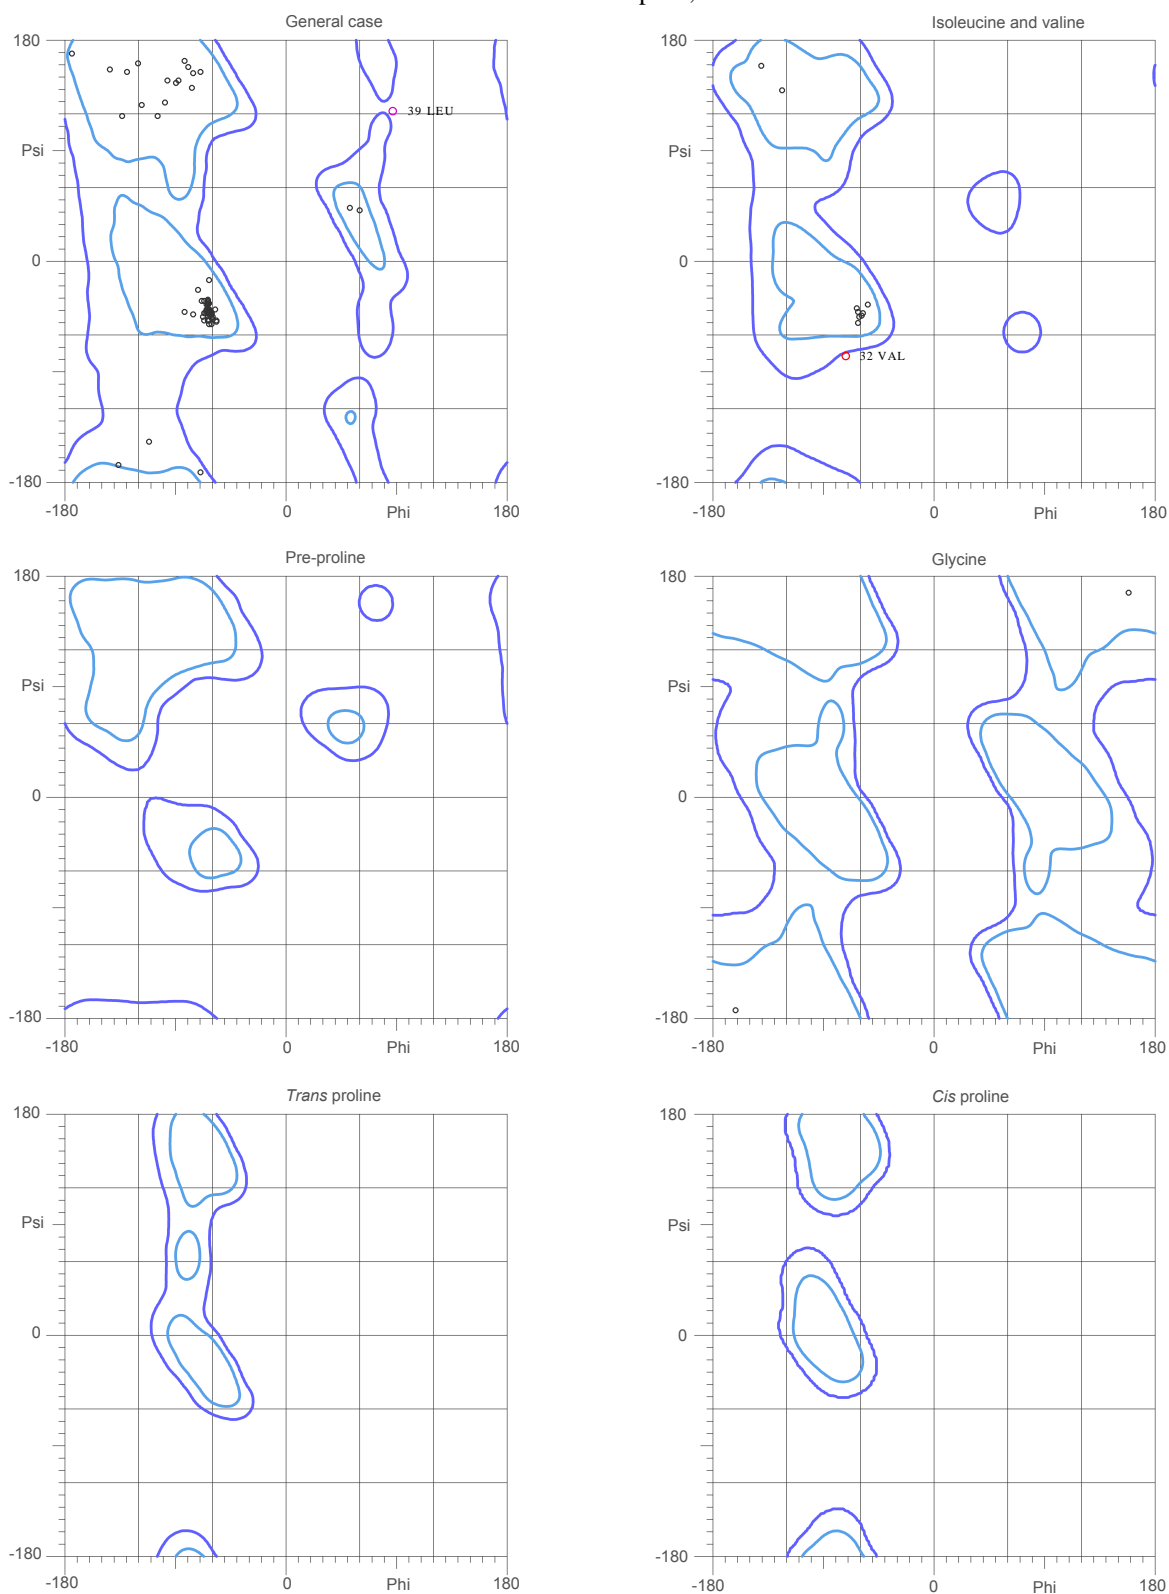 General case
Isoleucine and valine
180
180
39 LEU
Psi
Psi
0
0
32 VAL
-180
-180
-180
0
Phi
180
-180
0
Phi
180
Pre-proline
Glycine
180
180
Psi
Psi
0
0
-180
-180
-180
0
Phi
180
-180
0
Phi
180
Trans proline
Cis proline
180
180
Psi
Psi
0
0
-180
-180
-180
0
Phi
180
-180
0
Phi
180